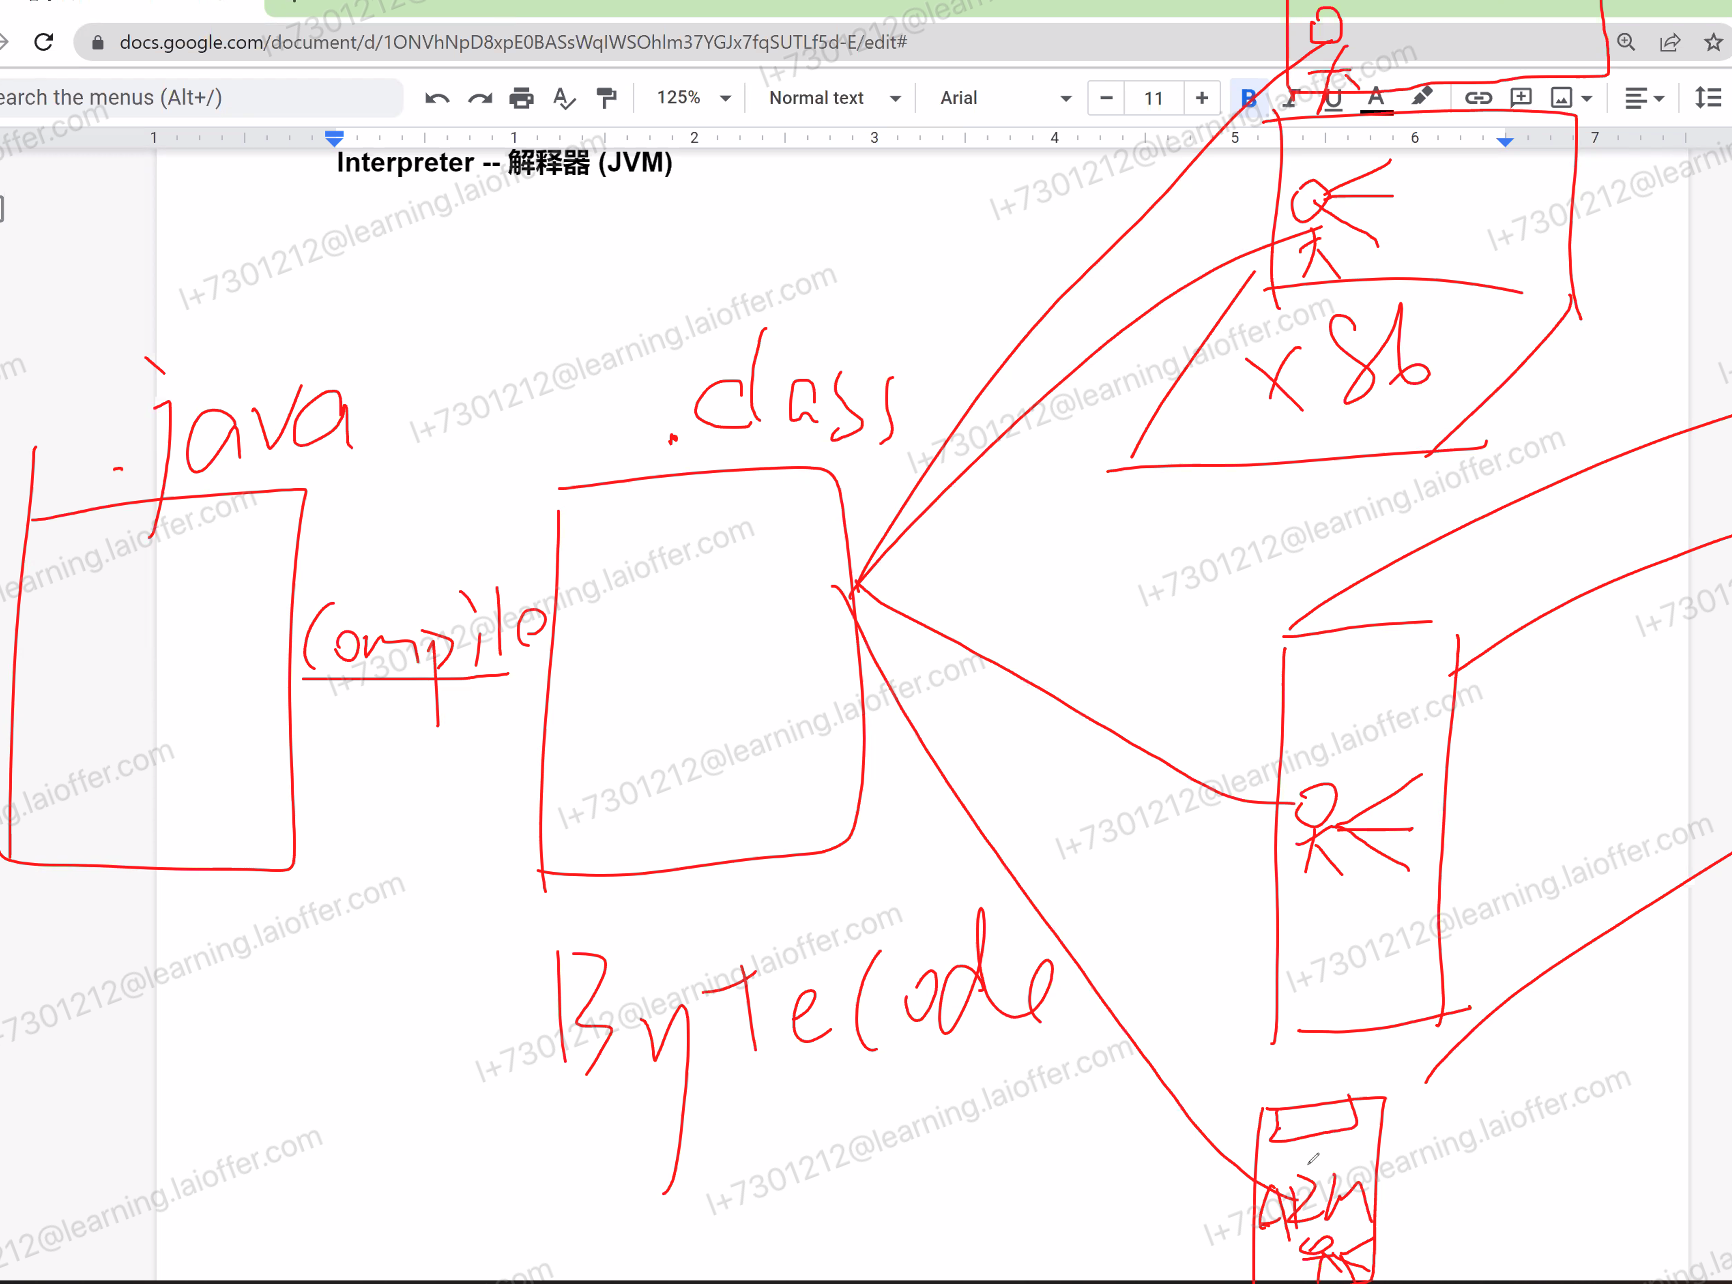 docs.google.com/document/d/1ONVhNpD8xpE0BASsWqIWSOhlm37YGJx7fqSUTLf5d-E/edit#
earch the menus (Alt+/)
125%
Normal text
Arial
11
B I U A
1 1 2 3 4 5 6 7
Interpreter -- 解释器 (JVM)
.java
.class
x86
Compile
ByteCode
ARM
l+7301212@learning.laioffer.com